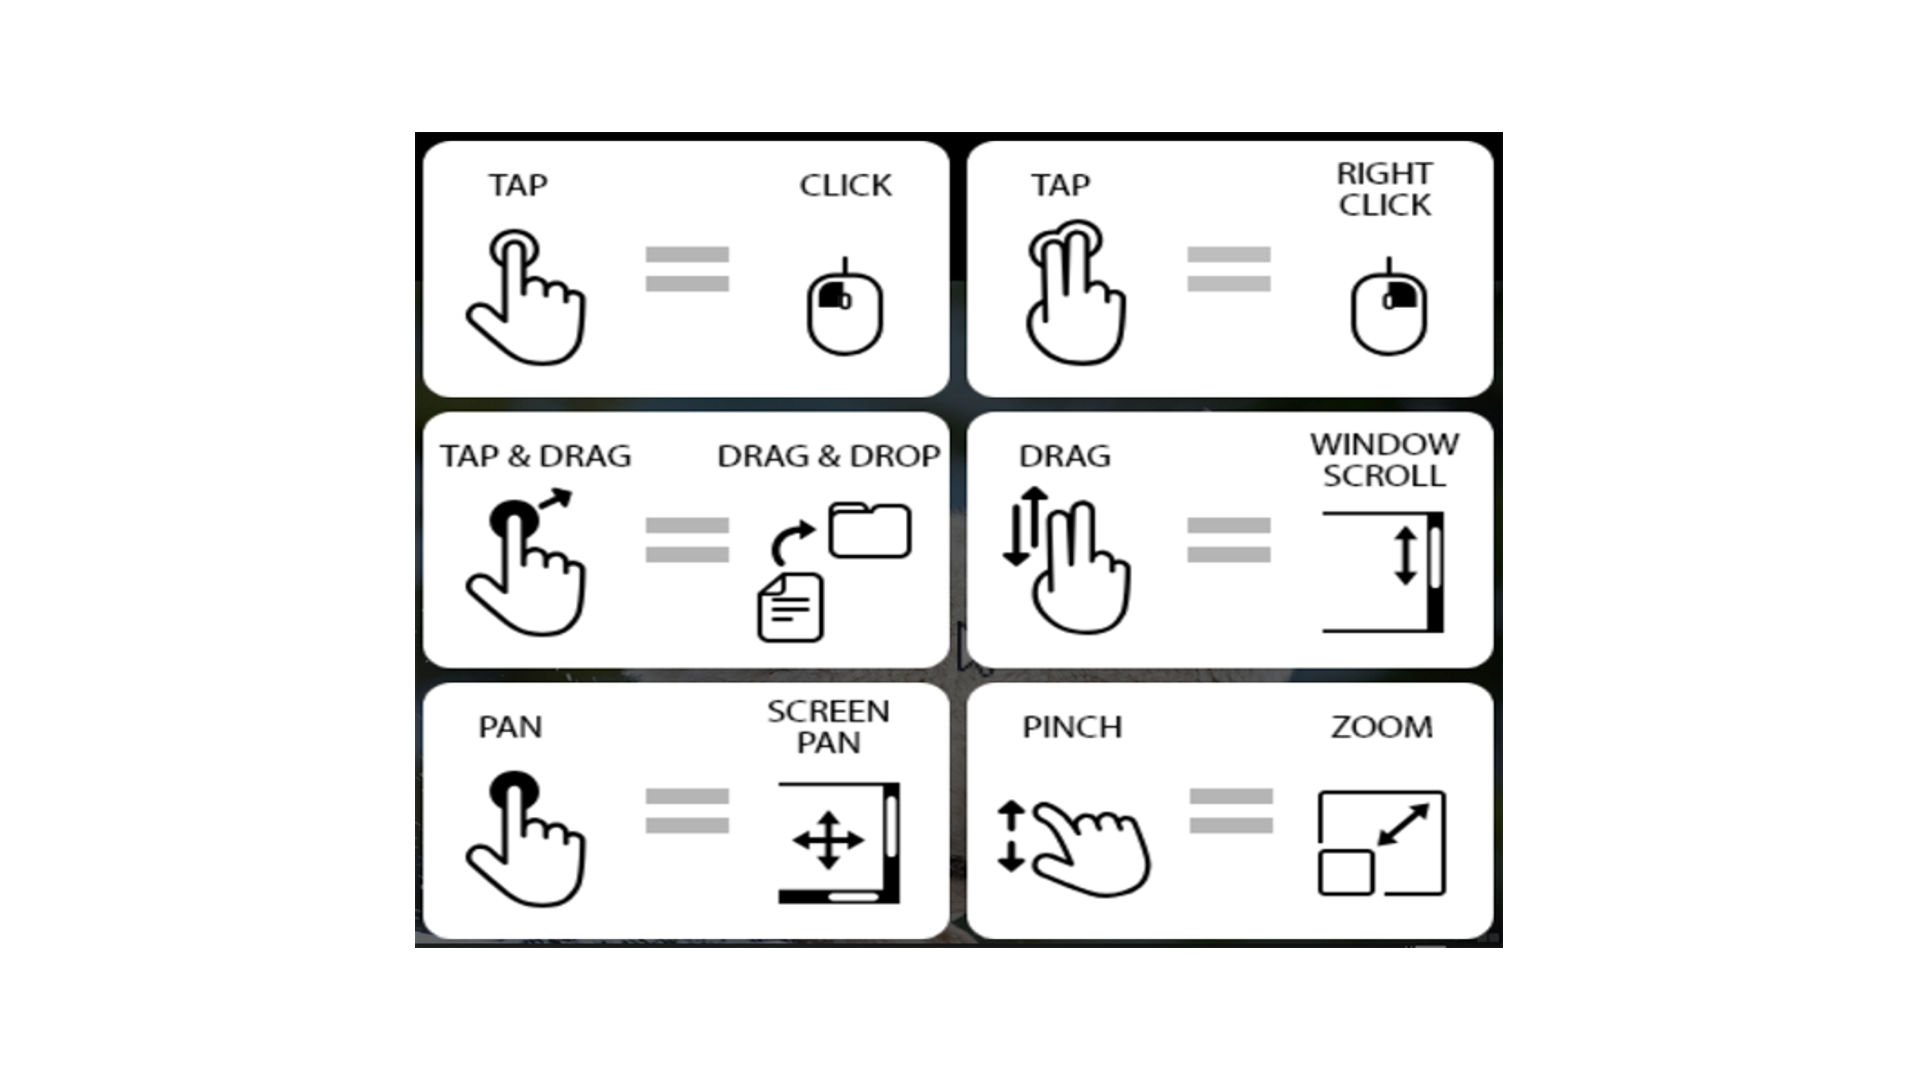 TAP
CLICK
TAP
RIGHT
CLICK
TAP & DRAG
DRAG & DROP
DRAG
WINDOW
SCROLL
PAN
SCREEN
PAN
PINCH
ZOOM